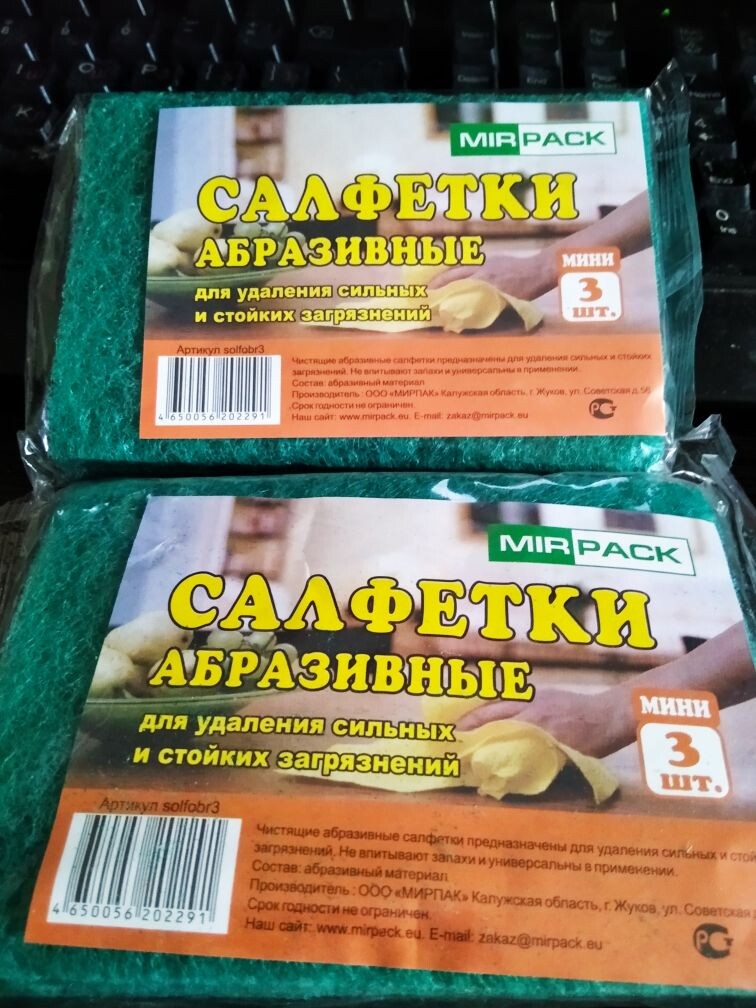 MIRPACK
САЛФЕТКИ
АБРАЗИВНЫЕ
для удаления сильных
и стойких загрязнений
МИНИ
3
шт.
Артикул solfobr3
4 650056 202291
Чистящие абразивные салфетки предназначены для удаления сильных и стойких
загрязнений. Не впитывают запахи и универсальны в применении.
Состав: абразивный материал
Производитель : ООО «МИРПАК» Калужская область, г. Жуков, ул. Советская д.56
Срок годности не ограничен.
Наш сайт: www.mirpack.eu. E-mail: zakaz@mirpack.eu
MIRPACK
САЛФЕТКИ
АБРАЗИВНЫЕ
для удаления сильных
и стойких загрязнений
МИНИ
3
шт.
Артикул solfobr3
4 650056 202291
Чистящие абразивные салфетки предназначены для удаления сильных и
загрязнений. Не впитывают запахи и универсальны в применении.
Состав: абразивный материал
Производитель : ООО «МИРПАК» Калужская область, г. Жуков, ул. Советская
Срок годности не ограничен.
Наш сайт: www.mirpack.eu. E-mail: zakaz@mirpack.eu